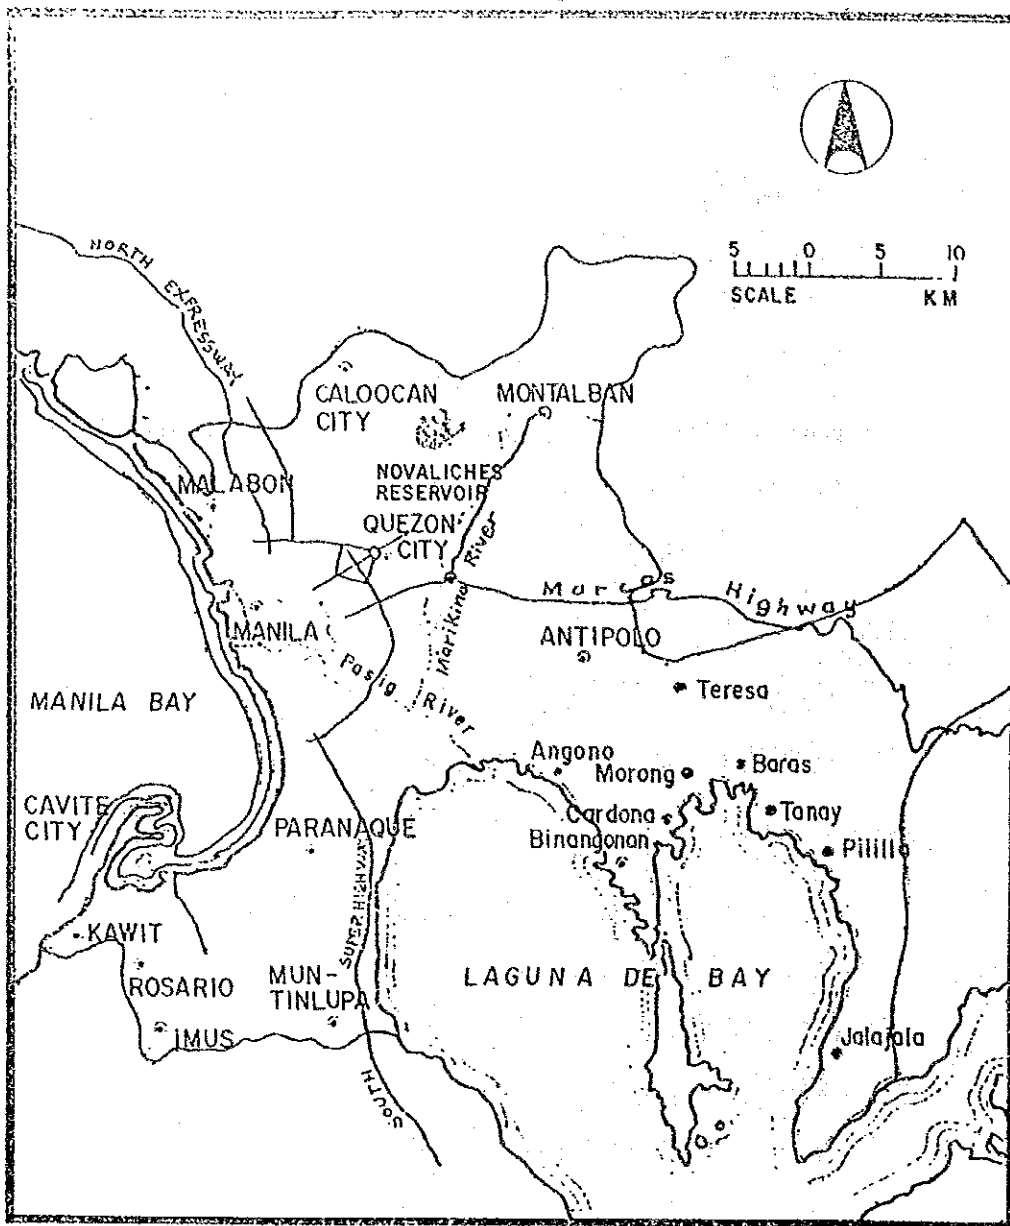 5 0 5 10
SCALE KM
NORTH EXPRESSWAY
CALOOCAN
CITY
MONTALBAN
NOVALICHES
RESERVOIR
MALABON
QUEZON
CITY
Marikina River
Marcos Highway
MANILA
ANTIPOLO
Pasig River
Teresa
MANILA BAY
Angono
Morong
Baras
CAVITE
CITY
PARANAQUE
Cardona
Tanay
Binangonan
Pililla
KAWIT
ROSARIO
MUN-
TINLUPA
LAGUNA DE BAY
IMUS
Jalajala
SOUTH SUPER HIGHWAY